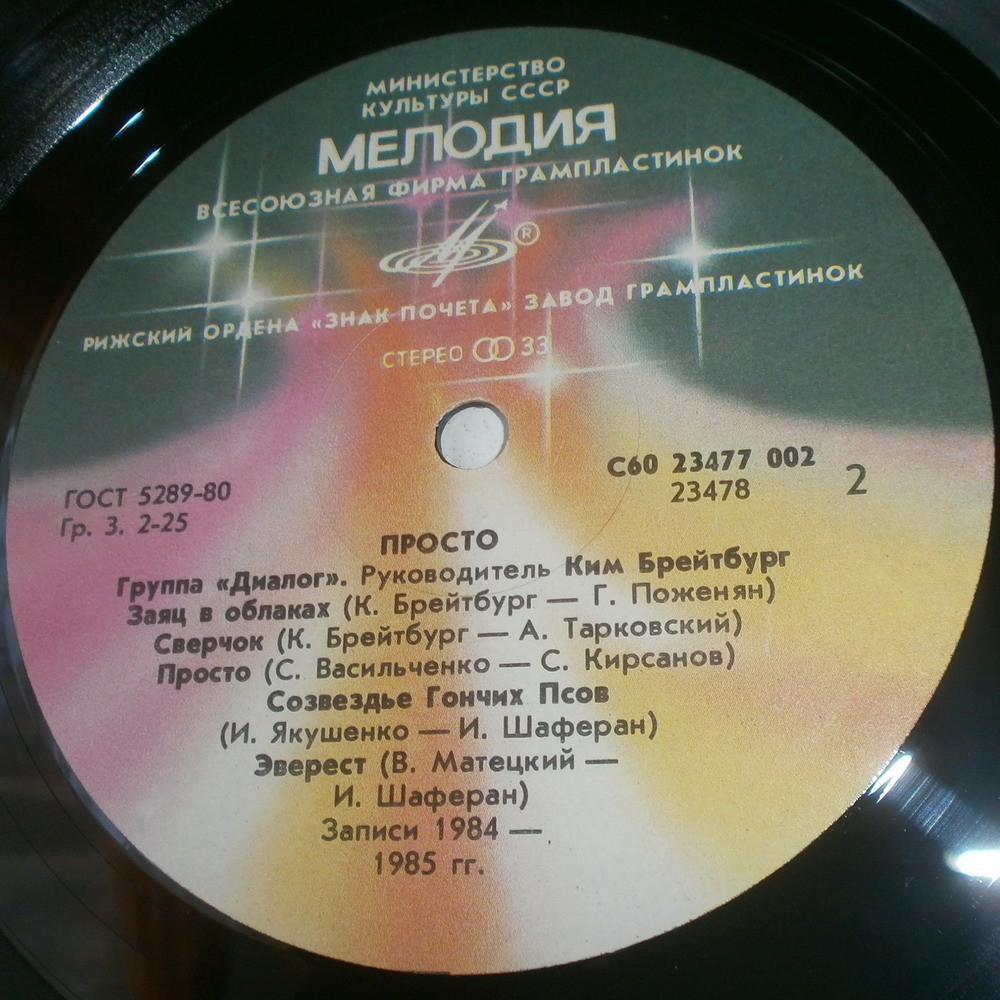 МИНИСТЕРСТВО
КУЛЬТУРЫ СССР
МЕЛОДИЯ
ВСЕСОЮЗНАЯ ФИРМА ГРАМПЛАСТИНОК
®
РИЖСКИЙ ОРДЕНА «ЗНАК ПОЧЕТА» ЗАВОД ГРАМПЛАСТИНОК
СТЕРЕО 33
ГОСТ 5289-80
Гр. 3. 2-25
С60 23477 002
23478
2
ПРОСТО
Группа «Диалог». Руководитель Ким Брейтбург
Заяц в облаках (К. Брейтбург — Г. Поженян)
Сверчок (К. Брейтбург — А. Тарковский)
Просто (С. Васильченко — С. Кирсанов)
Созвездье Гончих Псов
(И. Якушенко — И. Шаферан)
Эверест (В. Матецкий —
И. Шаферан)
Записи 1984 —
1985 гг.